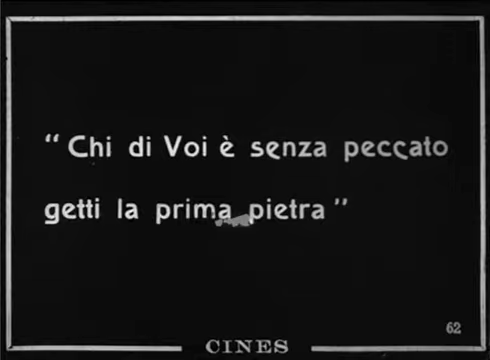 “Chi di Voi è senza peccato
getti la prima pietra”
62
CINES